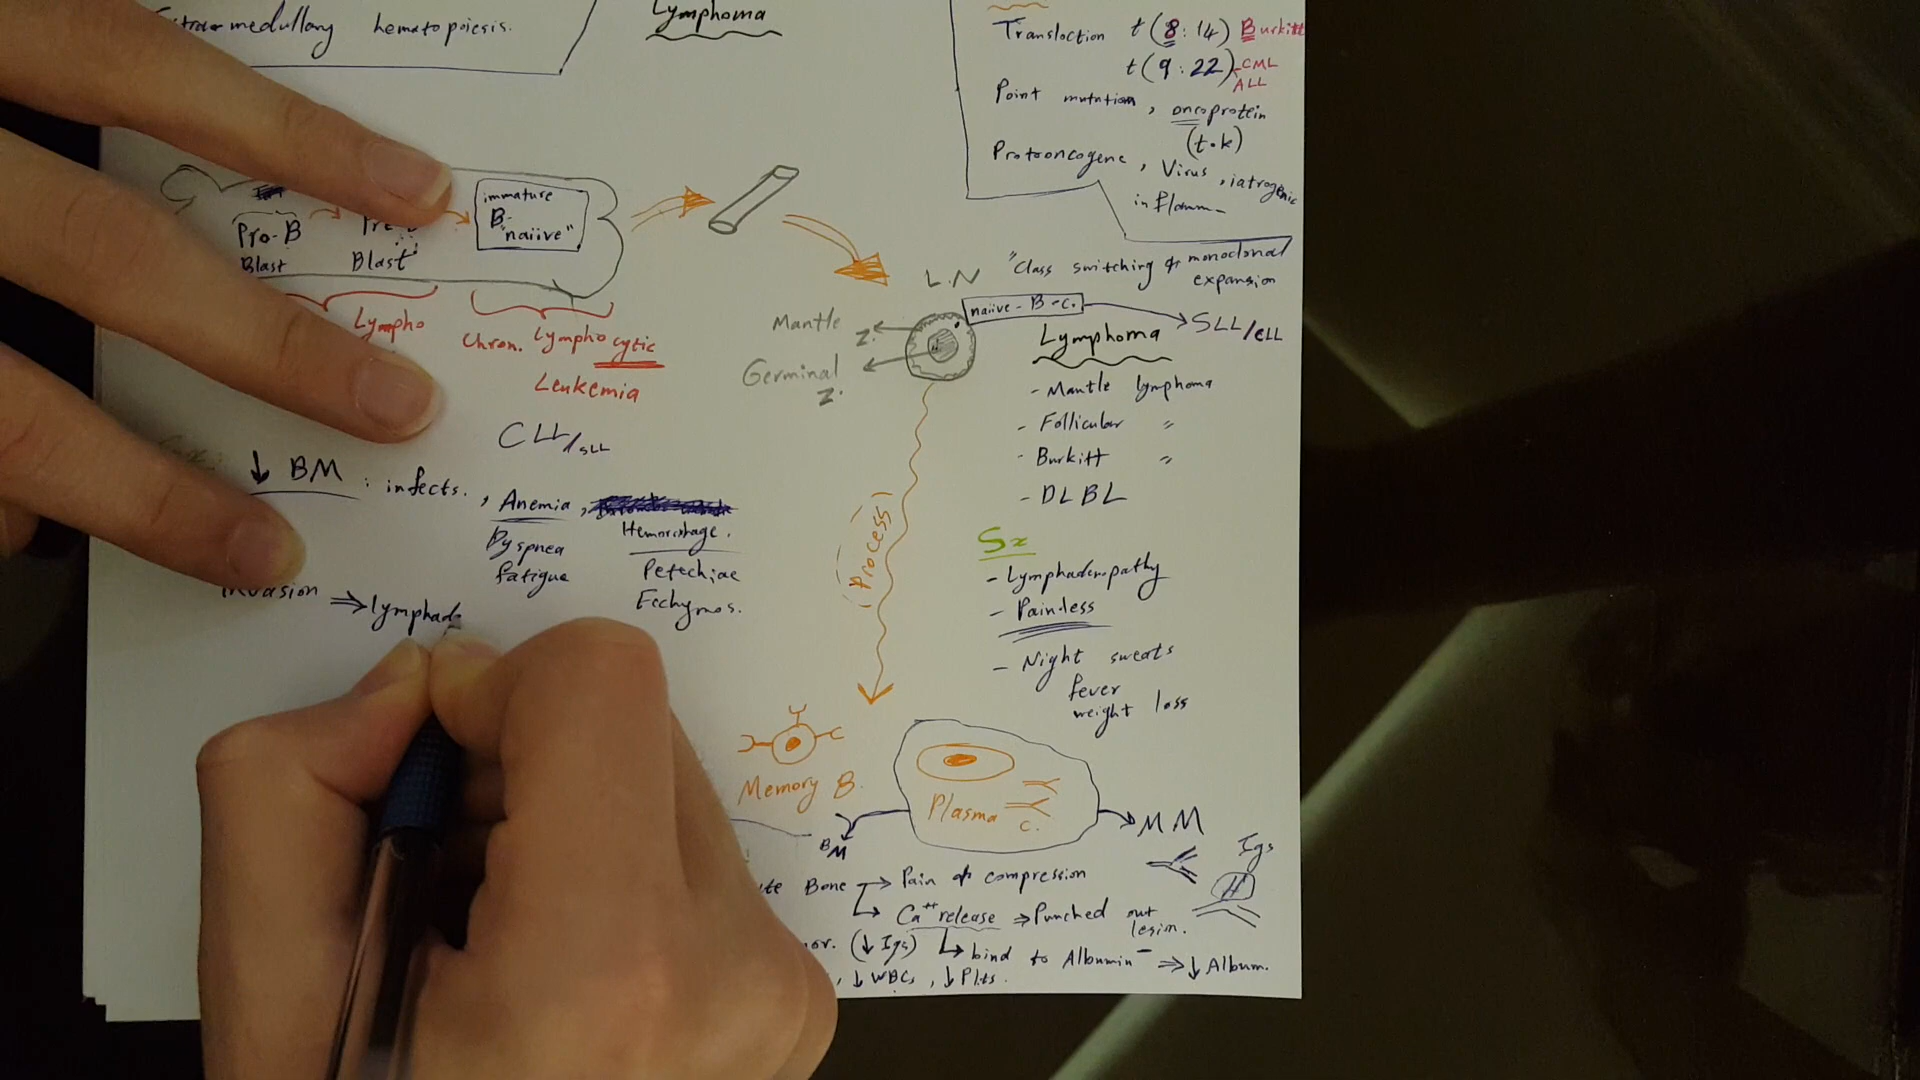 medullary hematopoiesis.
Lymphoma
Transloction t(8:14) Burkitt
t(9:22) CML
ALL
Point mutation, oncoprotein
(t.k)
Protooncogene, Virus, iatrogenic
inflamm-
immature
B-
"naiive"
Pro-B
Blast
Blast
L.N
"Class switching & monoclonal
expansion
naiive-B-c.
SLL/CLL
Mantle
Z.
Germinal
Z.
Lympho
Chron. Lymphocytic
Leukemia
CLL/SLL
Lymphoma
- Mantle lymphoma
- Follicular "
- Burkitt "
- DLBL
↓ BM : infects., Anemia,
Hemorrhage.
Dyspnea
fatigue
Petechiae
Ecchymos.
invasion ⇒ lymphad
(Process)
Sx
- Lymphadenopathy
- Painless
- Night sweats
fever
weight loss
Memory B.
Plasma
c.
BM
MM
Igs
H
Bone → Pain & compression
↳ Ca++ release ⇒ Punched out
lesion.
(↓ Igs) ↳ bind to Albumin⁻ ⇒ ↓ Album.
, ↓ WBCs, ↓ Plts.